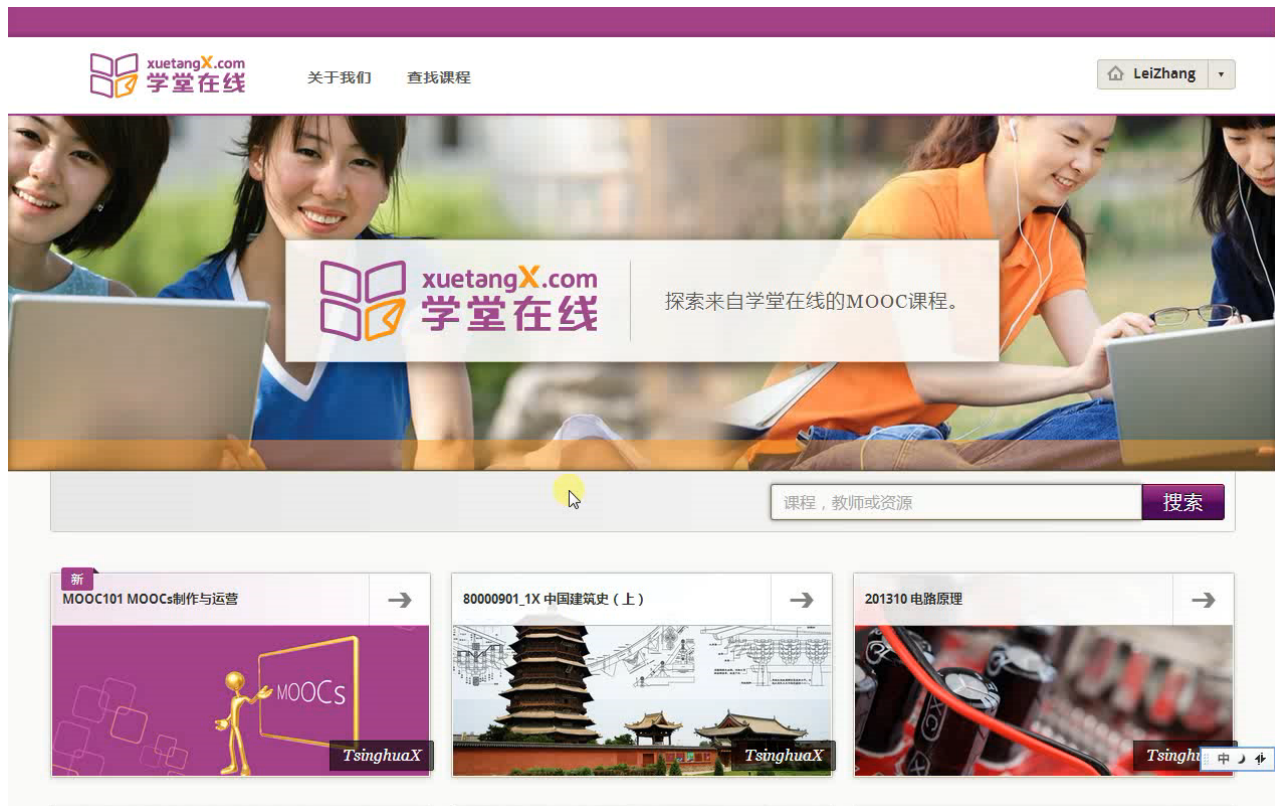 xuetangX.com
学堂在线
关于我们
查找课程
LeiZhang
xuetangX.com
学堂在线
探索来自学堂在线的MOOC课程。
课程，教师或资源
搜索
新
MOOC101 MOOCs制作与运营
80000901_1X 中国建筑史（上）
201310 电路原理
MOOCs
TsinghuaX
TsinghuaX
中